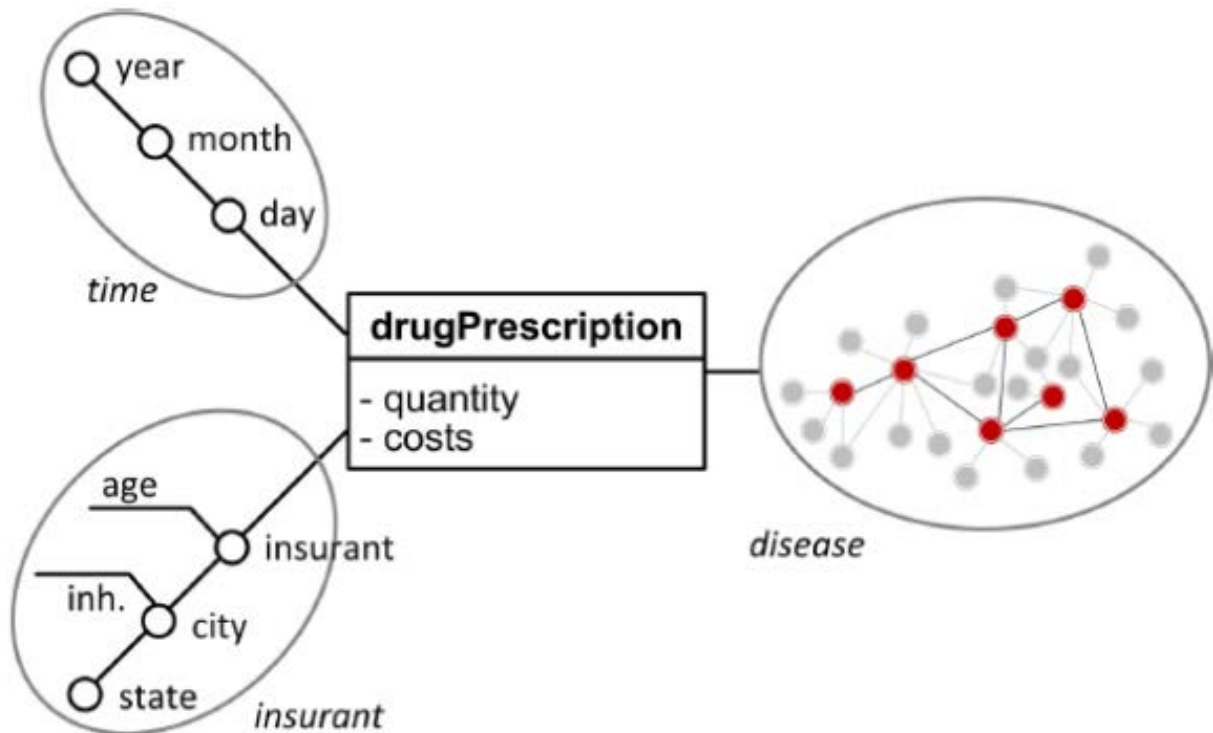 year
month
day
time
drugPrescription
- quantity
- costs
age
insurant
inh.
city
state
insurant
disease